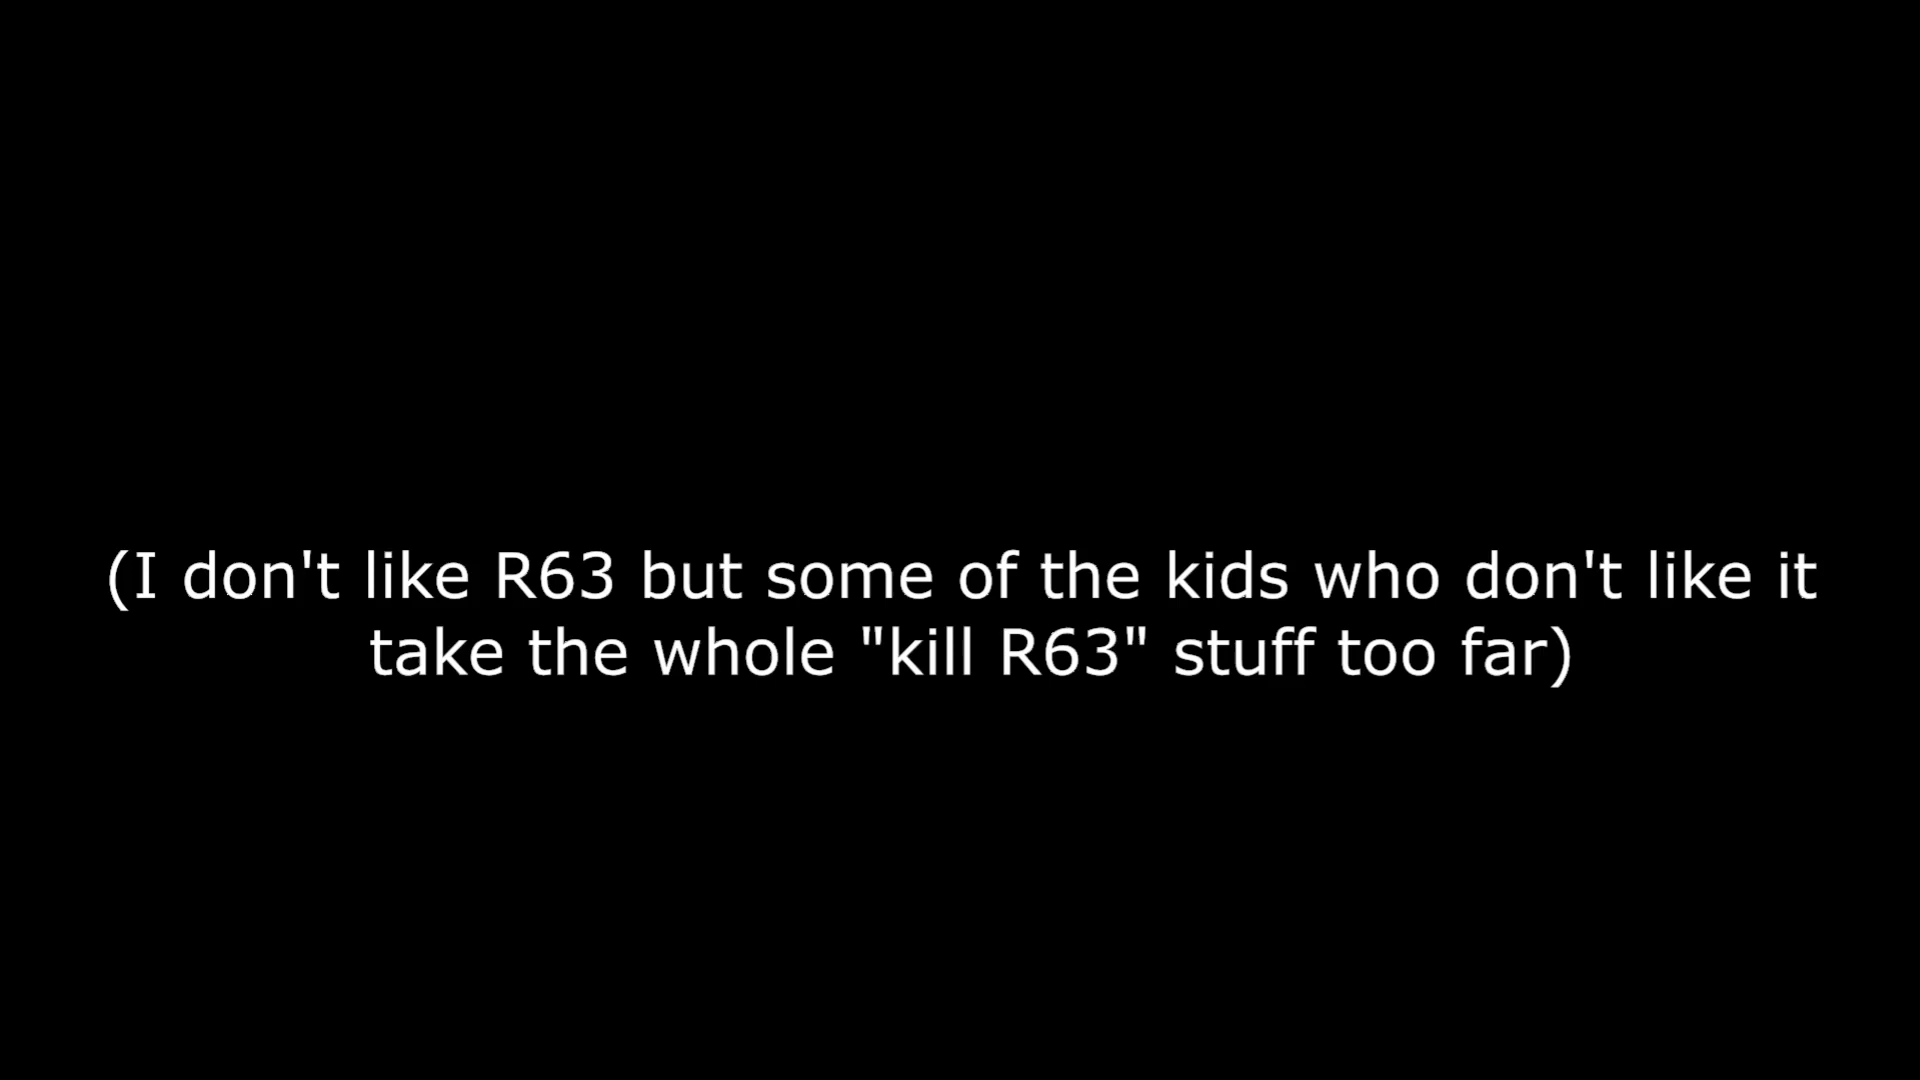 (I don't like R63 but some of the kids who don't like it
take the whole "kill R63" stuff too far)